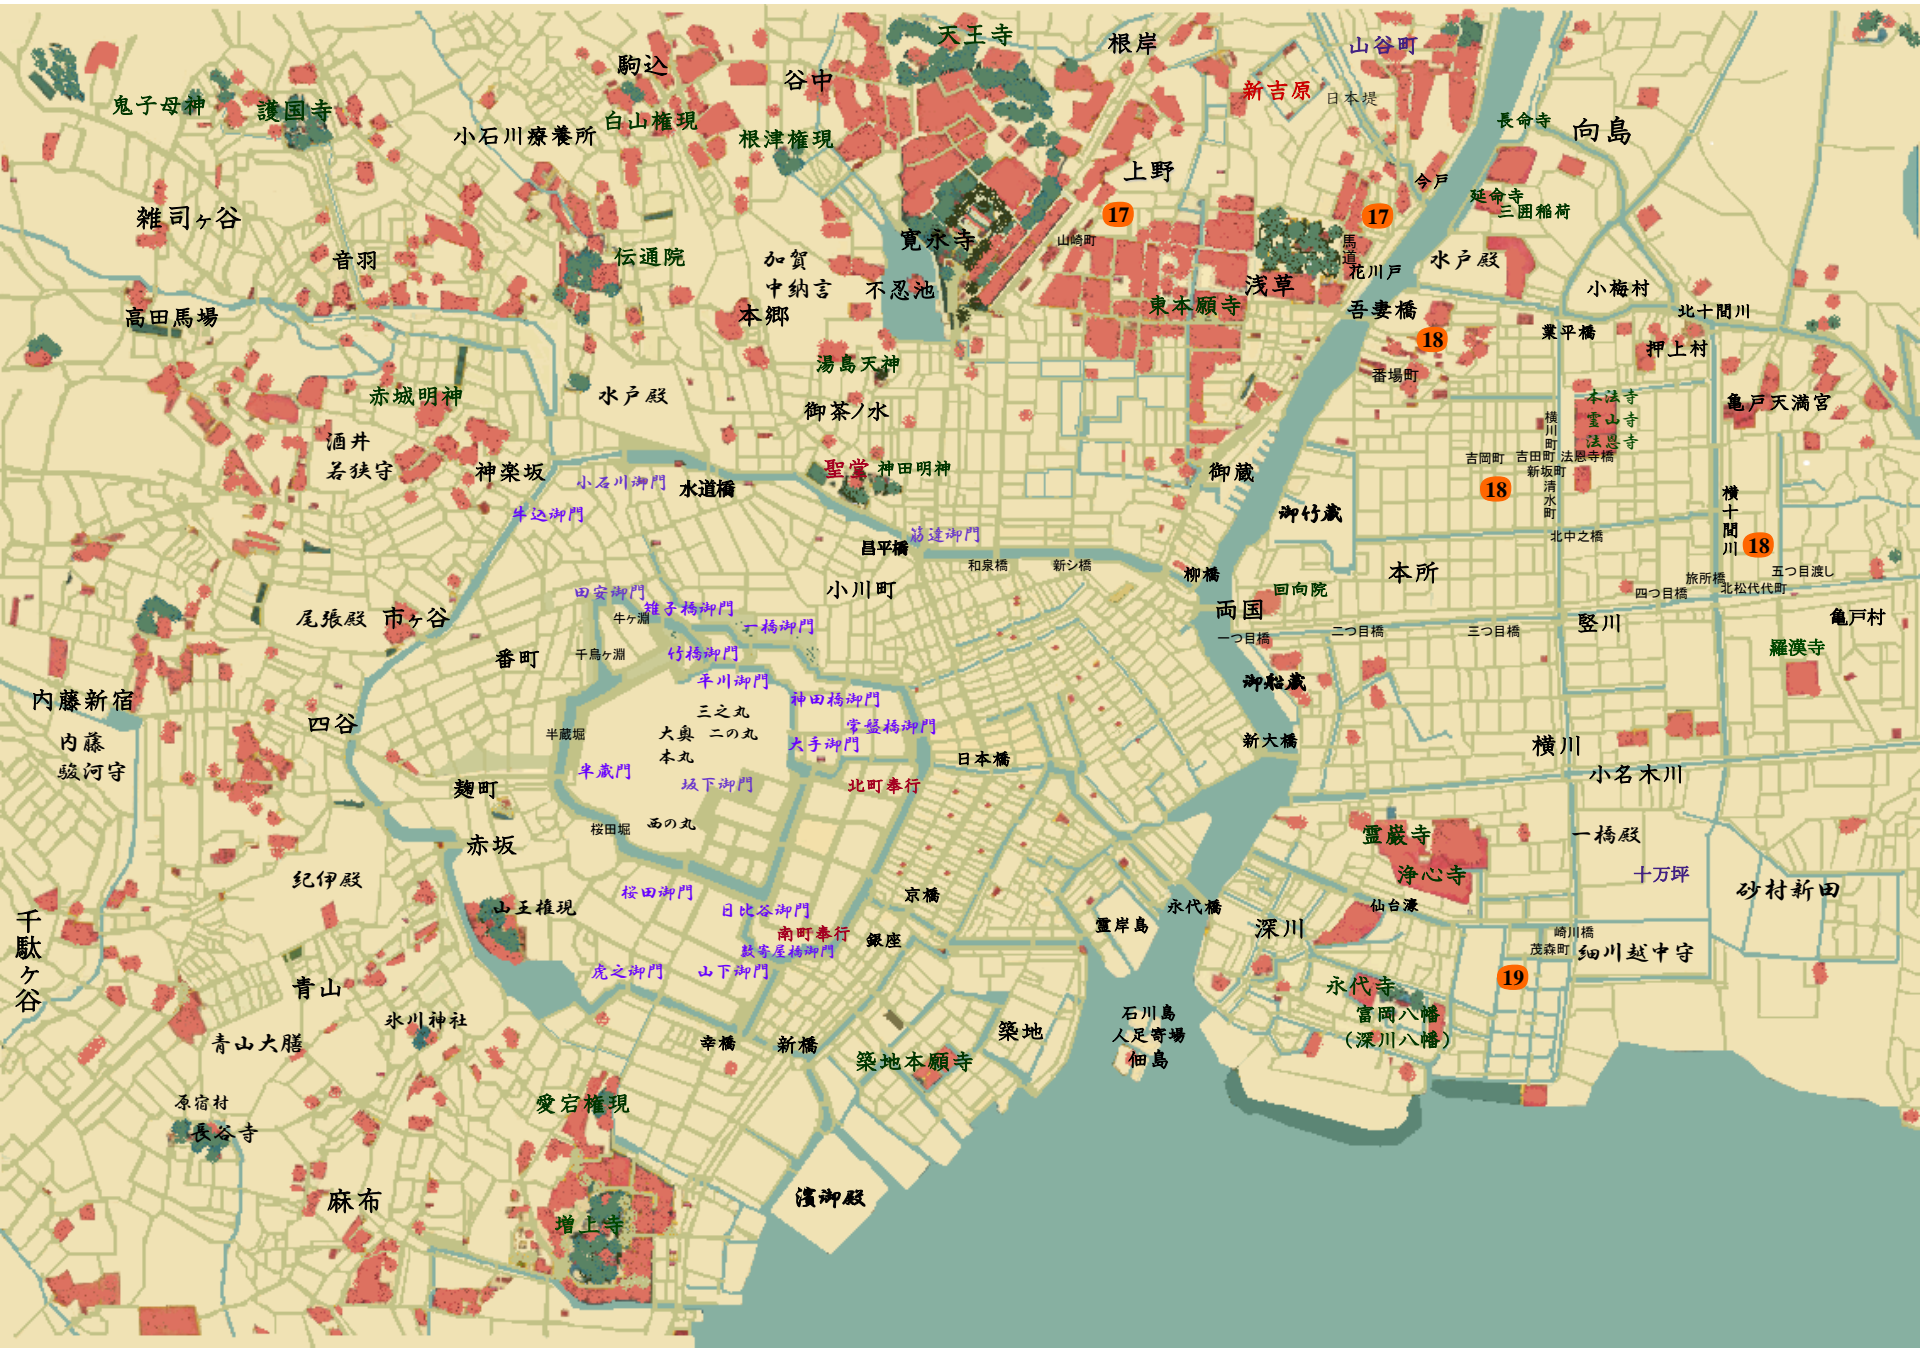 天王寺
根岸
山谷町
駒込
谷中
新吉原
日本堤
鬼子母神
護国寺
白山権現
小石川療養所
根津権現
長命寺
向島
上野
今戸
延命寺
三囲稲荷
雑司ヶ谷
17
17
寛永寺
山崎町
馬道
音羽
伝通院
加賀
中納言
不忍池
浅草
花川戸
水戸殿
小梅村
高田馬場
本郷
東本願寺
吾妻橋
北十間川
業平橋
18
押上村
湯島天神
番場町
赤城明神
水戸殿
御茶ノ水
本法寺
霊山寺
法恩寺
亀戸天満宮
横川町
酒井
若狭守
神楽坂
聖堂
神田明神
御蔵
吉岡町
吉田町
法恩寺橋
新坂町
清水町
小石川御門
水道橋
18
横十間川
牛込御門
御竹蔵
筋違御門
昌平橋
北中之橋
18
和泉橋
新シ橋
柳橋
本所
五つ目渡し
旅所橋
小川町
回向院
四つ目橋
北松代代町
田安御門
雉子橋御門
両国
尾張殿
市ヶ谷
牛ヶ淵
一橋御門
一つ目橋
二つ目橋
三つ目橋
竪川
亀戸村
番町
千鳥ヶ淵
竹橋御門
羅漢寺
平川御門
御船蔵
内藤新宿
神田橋御門
三之丸
四谷
大奥
二の丸
常盤橋御門
半蔵堀
大手御門
新大橋
横川
内藤
駿河守
本丸
日本橋
半蔵門
坂下御門
北町奉行
小名木川
麹町
桜田堀
西の丸
霊巌寺
一橋殿
赤坂
浄心寺
十万坪
砂村新田
紀伊殿
桜田御門
京橋
山王権現
日比谷御門
永代橋
仙台濠
千駄ヶ谷
南町奉行
銀座
霊岸島
深川
崎川橋
数寄屋橋御門
茂森町
細川越中守
虎之御門
山下御門
19
青山
永代寺
石川島
人足寄場
佃島
富岡八幡
(深川八幡)
氷川神社
築地
青山大膳
幸橋
新橋
築地本願寺
原宿村
愛宕権現
長谷寺
麻布
濱御殿
増上寺